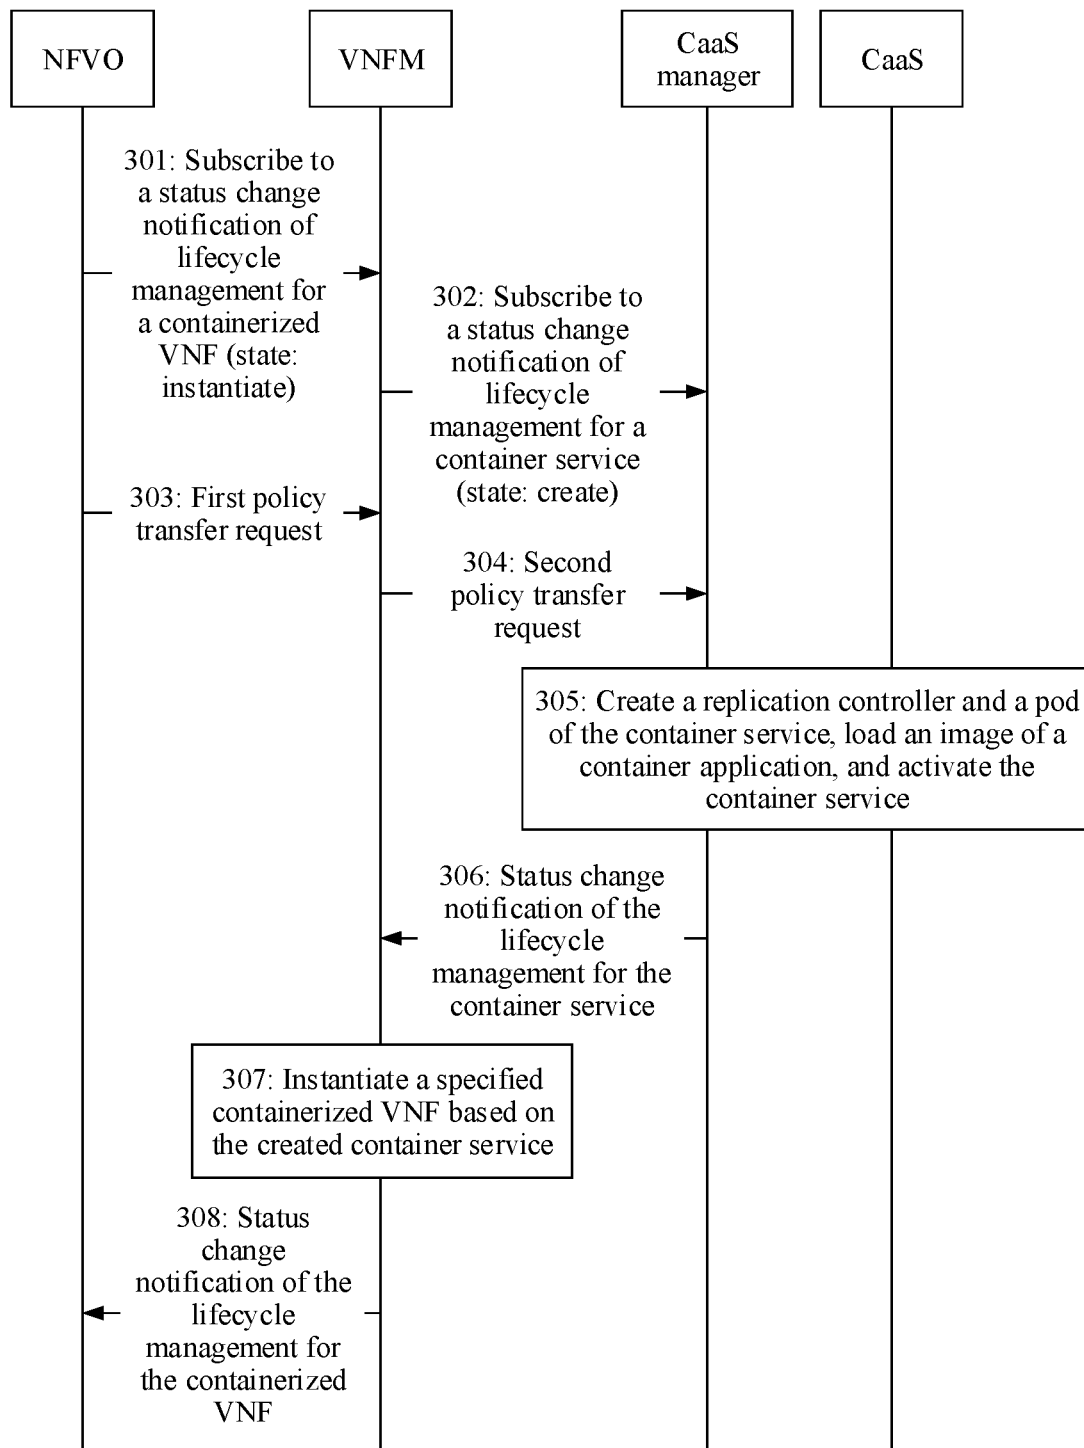 NFVO
VNFM
CaaS
manager
CaaS
301: Subscribe to
a status change
notification of
lifecycle
management for
a containerized
VNF (state:
instantiate)
302: Subscribe to
a status change
notification of
lifecycle
management for a
container service
(state: create)
303: First policy
transfer request
304: Second
policy transfer
request
305: Create a replication controller and a pod
of the container service, load an image of a
container application, and activate the
container service
306: Status change
notification of the
lifecycle
management for the
container service
307: Instantiate a specified
containerized VNF based on
the created container service
308: Status
change
notification of the
lifecycle
management for
the containerized
VNF